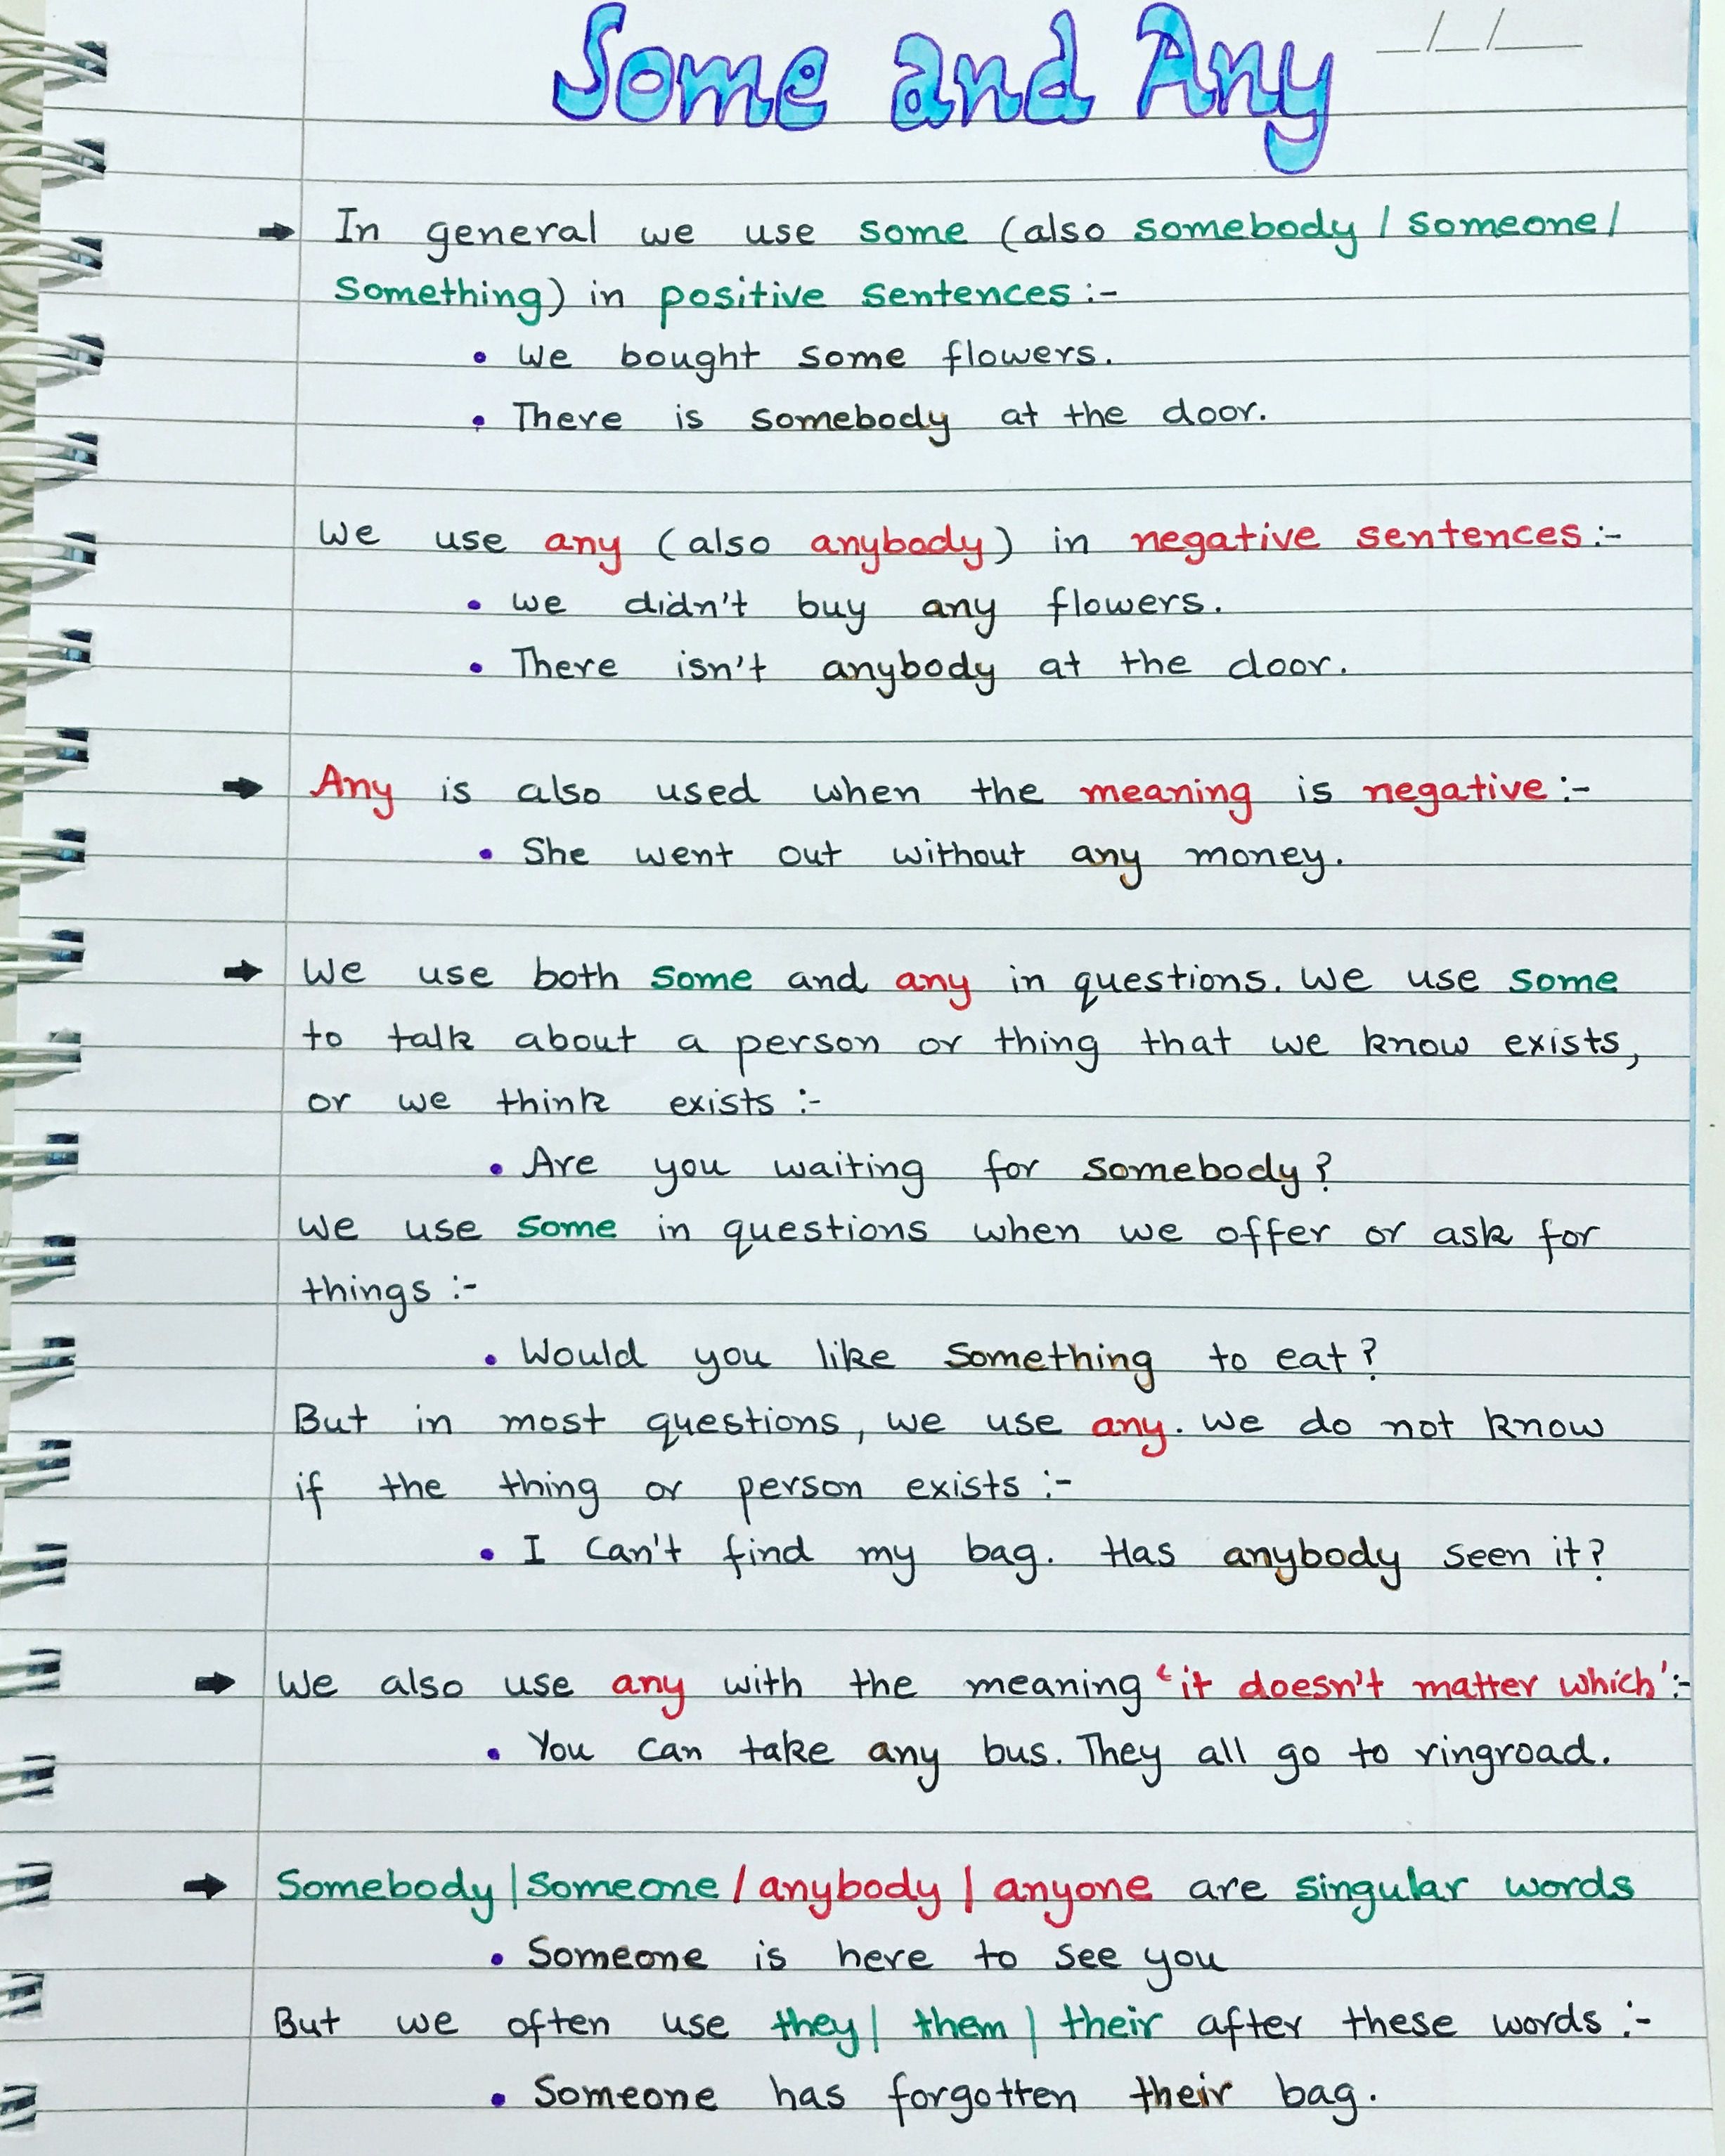 Some and Any
_/_/__
➡ In general we use some (also somebody / someone /
Something) in positive sentences :-
• We bought some flowers.
• There is somebody at the door.
We use any (also anybody) in negative sentences :-
• We didn't buy any flowers.
• There isn't anybody at the door.
➡ Any is also used when the meaning is negative :-
• She went out without any money.
➡ We use both some and any in questions. We use some
to talk about a person or thing that we know exists,
or we think exists :-
• Are you waiting for somebody?
We use some in questions when we offer or ask for
things :-
• Would you like something to eat?
But in most questions, we use any. We do not know
if the thing or person exists :-
• I can't find my bag. Has anybody seen it?
➡ We also use any with the meaning 'it doesn't matter which' :-
• You can take any bus. They all go to ringroad.
➡ Somebody | Someone / anybody | anyone are singular words
• Someone is here to see you
But we often use they | them | their after these words :-
• Someone has forgotten their bag.